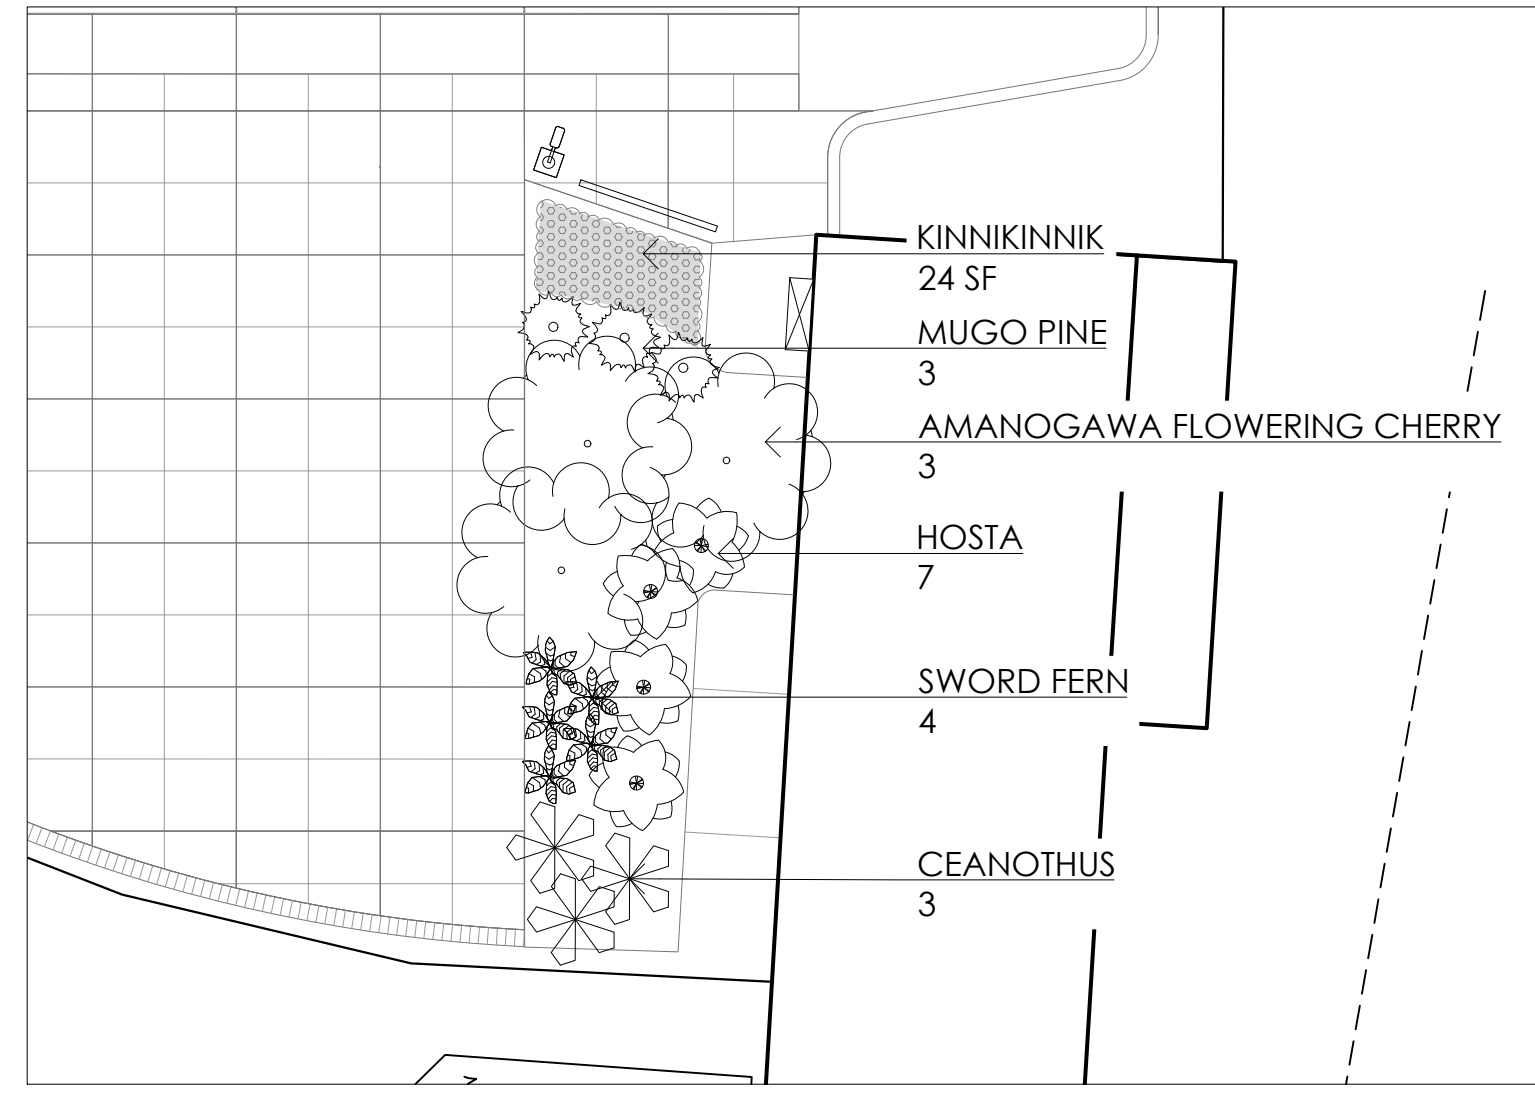 KINNIKINNIK
24 SF
MUGO PINE
3
AMANOGAWA FLOWERING CHERRY
3
HOSTA
7
SWORD FERN
4
CEANOTHUS
3